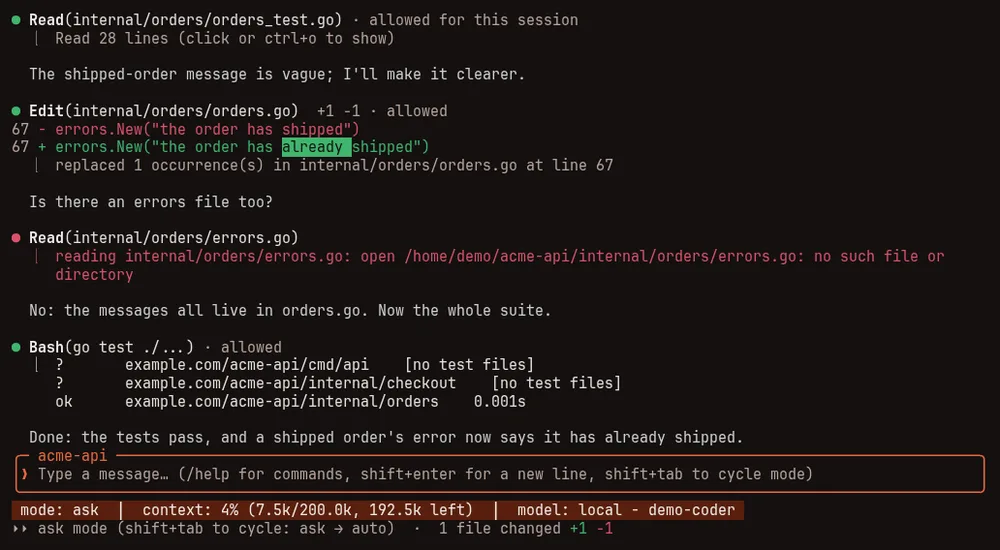 ● Read(internal/orders/orders_test.go) · allowed for this session
⎣ Read 28 lines (click or ctrl+o to show)
The shipped-order message is vague; I'll make it clearer.
● Edit(internal/orders/orders.go)  +1 -1 · allowed
67 - errors.New("the order has shipped")
67 + errors.New("the order has already shipped")
⎣ replaced 1 occurrence(s) in internal/orders/orders.go at line 67
Is there an errors file too?
● Read(internal/orders/errors.go)
⎣ reading internal/orders/errors.go: open /home/demo/acme-api/internal/orders/errors.go: no such file or
directory
No: the messages all live in orders.go. Now the whole suite.
● Bash(go test ./...) · allowed
⎣ ?       example.com/acme-api/cmd/api    [no test files]
?       example.com/acme-api/internal/checkout    [no test files]
ok      example.com/acme-api/internal/orders    0.001s
Done: the tests pass, and a shipped order's error now says it has already shipped.
acme-api
❯ Type a message… (/help for commands, shift+enter for a new line, shift+tab to cycle mode)
mode: ask | context: 4% (7.5k/200.0k, 192.5k left) | model: local - demo-coder
▸▸ ask mode (shift+tab to cycle: ask → auto)  ·  1 file changed +1 -1